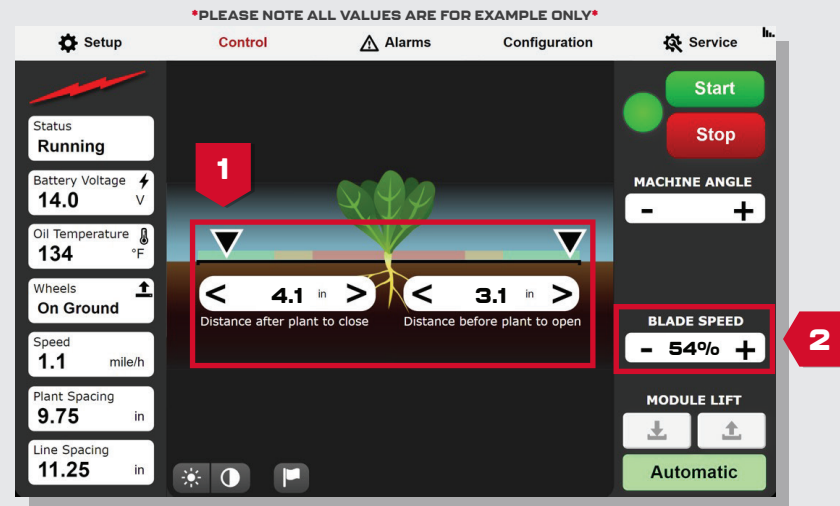 *PLEASE NOTE ALL VALUES ARE FOR EXAMPLE ONLY*
Setup Control Alarms Configuration Service
Status
Running
Battery Voltage
14.0 V
Oil Temperature
134 °F
Wheels
On Ground
Speed
1.1 mile/h
Plant Spacing
9.75 in
Line Spacing
11.25 in
1
< 4.1 in >
Distance after plant to close
< 3.1 in >
Distance before plant to open
Start
Stop
MACHINE ANGLE
- +
BLADE SPEED
- 54% +
2
MODULE LIFT
Automatic